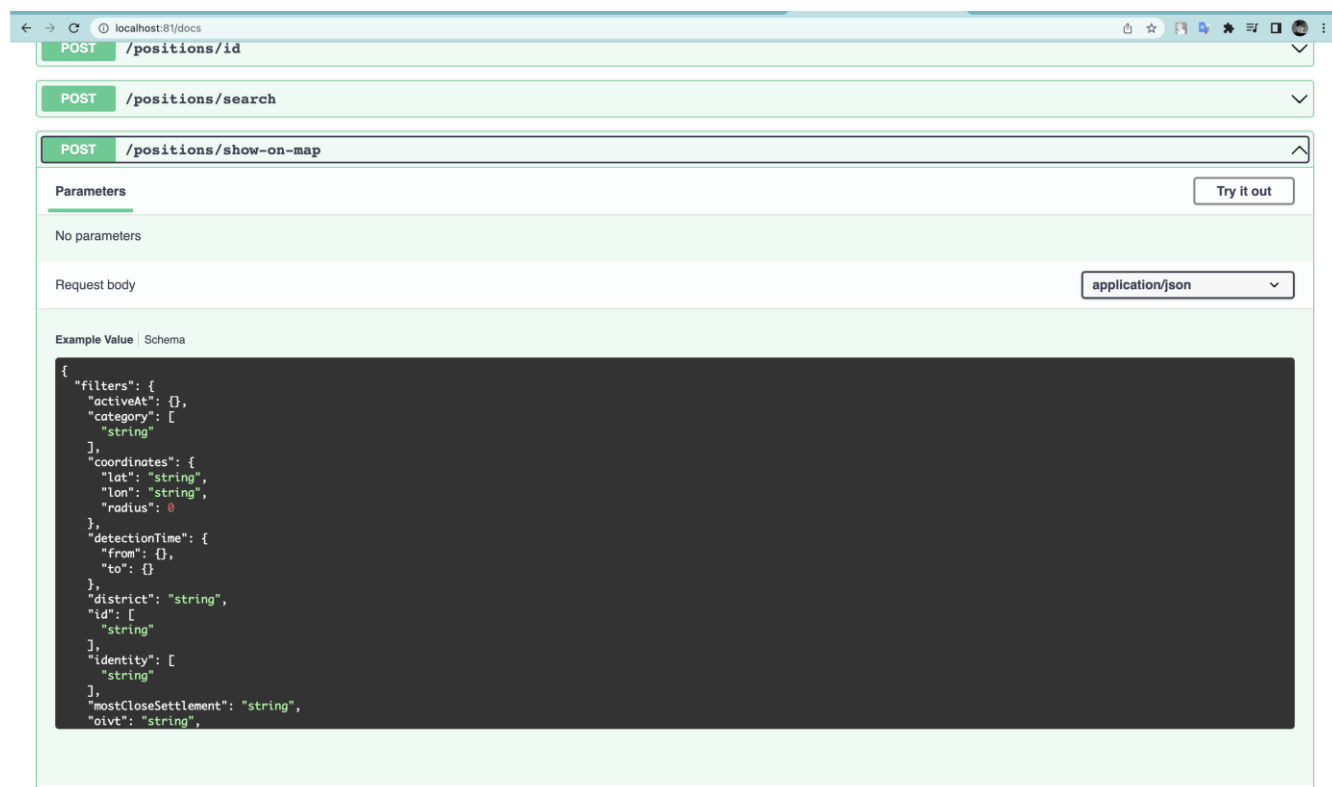 localhost:81/docs
POST /positions/id
POST /positions/search
POST /positions/show-on-map
Parameters
Try it out
No parameters
Request body
application/json
Example Value Schema
{
  "filters": {
    "activeAt": {},
    "category": [
      "string"
    ],
    "coordinates": {
      "lat": "string",
      "lon": "string",
      "radius": 0
    },
    "detectionTime": {
      "from": {},
      "to": {}
    },
    "district": "string",
    "id": [
      "string"
    ],
    "identity": [
      "string"
    ],
    "mostCloseSettlement": "string",
    "oivt": "string",